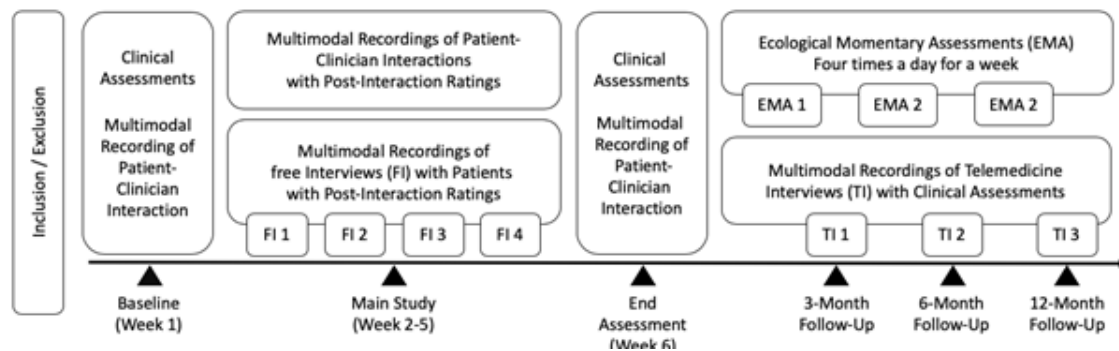 Inclusion / Exclusion
Clinical
Assessments
Multimodal
Recording of
Patient-
Clinician
Interaction
Multimodal Recordings of Patient-
Clinician Interactions
with Post-Interaction Ratings
Multimodal Recordings of
free Interviews (FI) with Patients
with Post-Interaction Ratings
FI 1
FI 2
FI 3
FI 4
Clinical
Assessments
Multimodal
Recording of
Patient-
Clinician
Interaction
Ecological Momentary Assessments (EMA)
Four times a day for a week
EMA 1
EMA 2
EMA 2
Multimodal Recordings of Telemedicine
Interviews (TI) with Clinical Assessments
TI 1
TI 2
TI 3
Baseline
(Week 1)
Main Study
(Week 2-5)
End
Assessment
(Week 6)
3-Month
Follow-Up
6-Month
Follow-Up
12-Month
Follow-Up